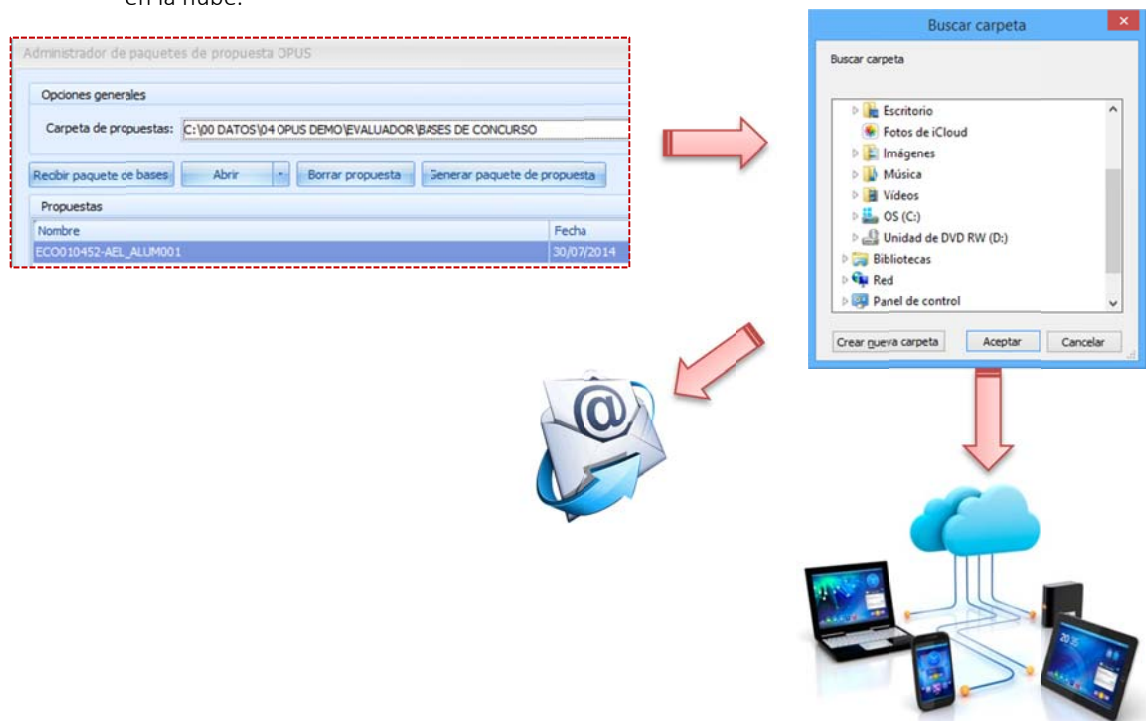 en la nube.
Administrador de paquetes de propuesta OPUS
Opciones generales
Carpeta de propuestas: C:\00 DATOS\04 OPUS DEMO\EVALUADOR\BASES DE CONCURSO
Recibir paquete de bases Abrir Borrar propuesta Generar paquete de propuesta
Propuestas
Nombre Fecha
ECO010452-AEL_ALUM001 30/07/2014
Buscar carpeta
Buscar carpeta
Escritorio
Fotos de iCloud
Imágenes
Música
Vídeos
OS (C:)
Unidad de DVD RW (D:)
Bibliotecas
Red
Panel de control
Crear nueva carpeta Aceptar Cancelar
@
20:35